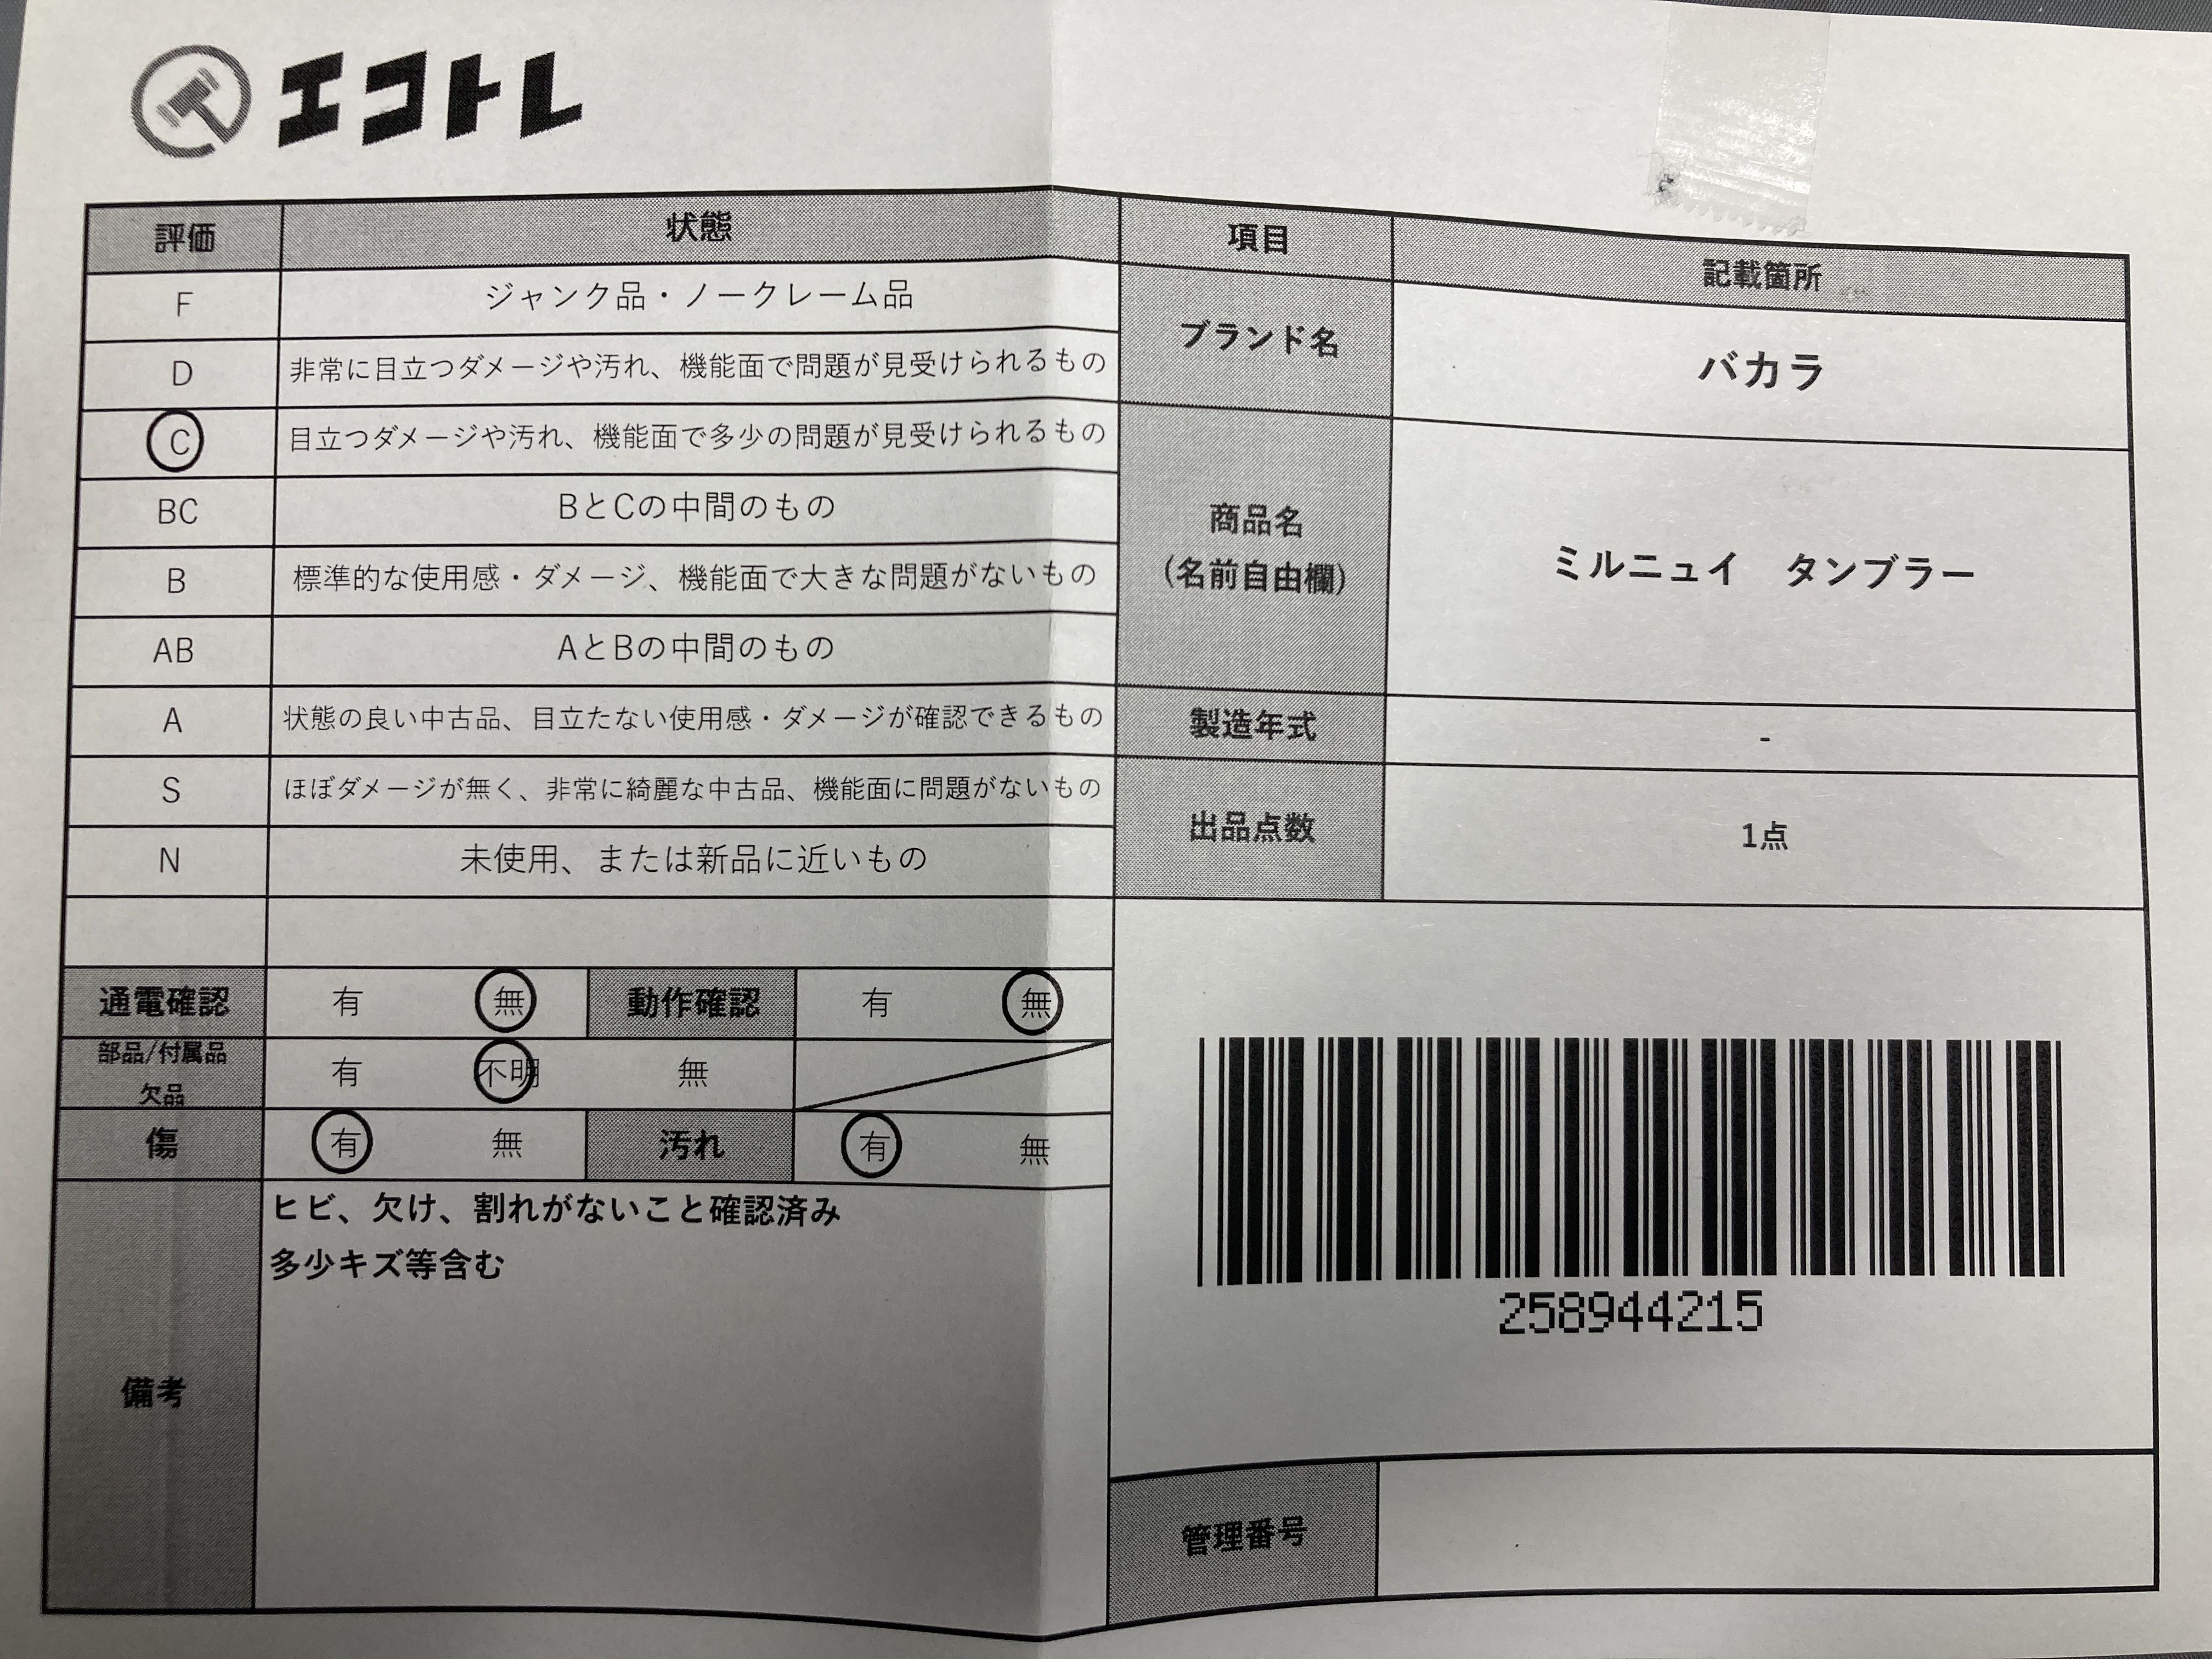 エコトレ
評価 状態
F ジャンク品・ノークレーム品
D 非常に目立つダメージや汚れ、機能面で問題が見受けられるもの
C 目立つダメージや汚れ、機能面で多少の問題が見受けられるもの
BC BとCの中間のもの
B 標準的な使用感・ダメージ、機能面で大きな問題がないもの
AB AとBの中間のもの
A 状態の良い中古品、目立たない使用感・ダメージが確認できるもの
S ほぼダメージが無く、非常に綺麗な中古品、機能面に問題がないもの
N 未使用、または新品に近いもの
通電確認 有 無 動作確認 有 無
部品/付属品
欠品 有 不明 無
傷 有 無 汚れ 有 無
備考
ヒビ、欠け、割れがないこと確認済み
多少キズ等含む
項目 記載箇所
ブランド名 バカラ
商品名
(名前自由欄) ミルニュイ　タンブラー
製造年式 -
出品点数 1点
258944215
管理番号